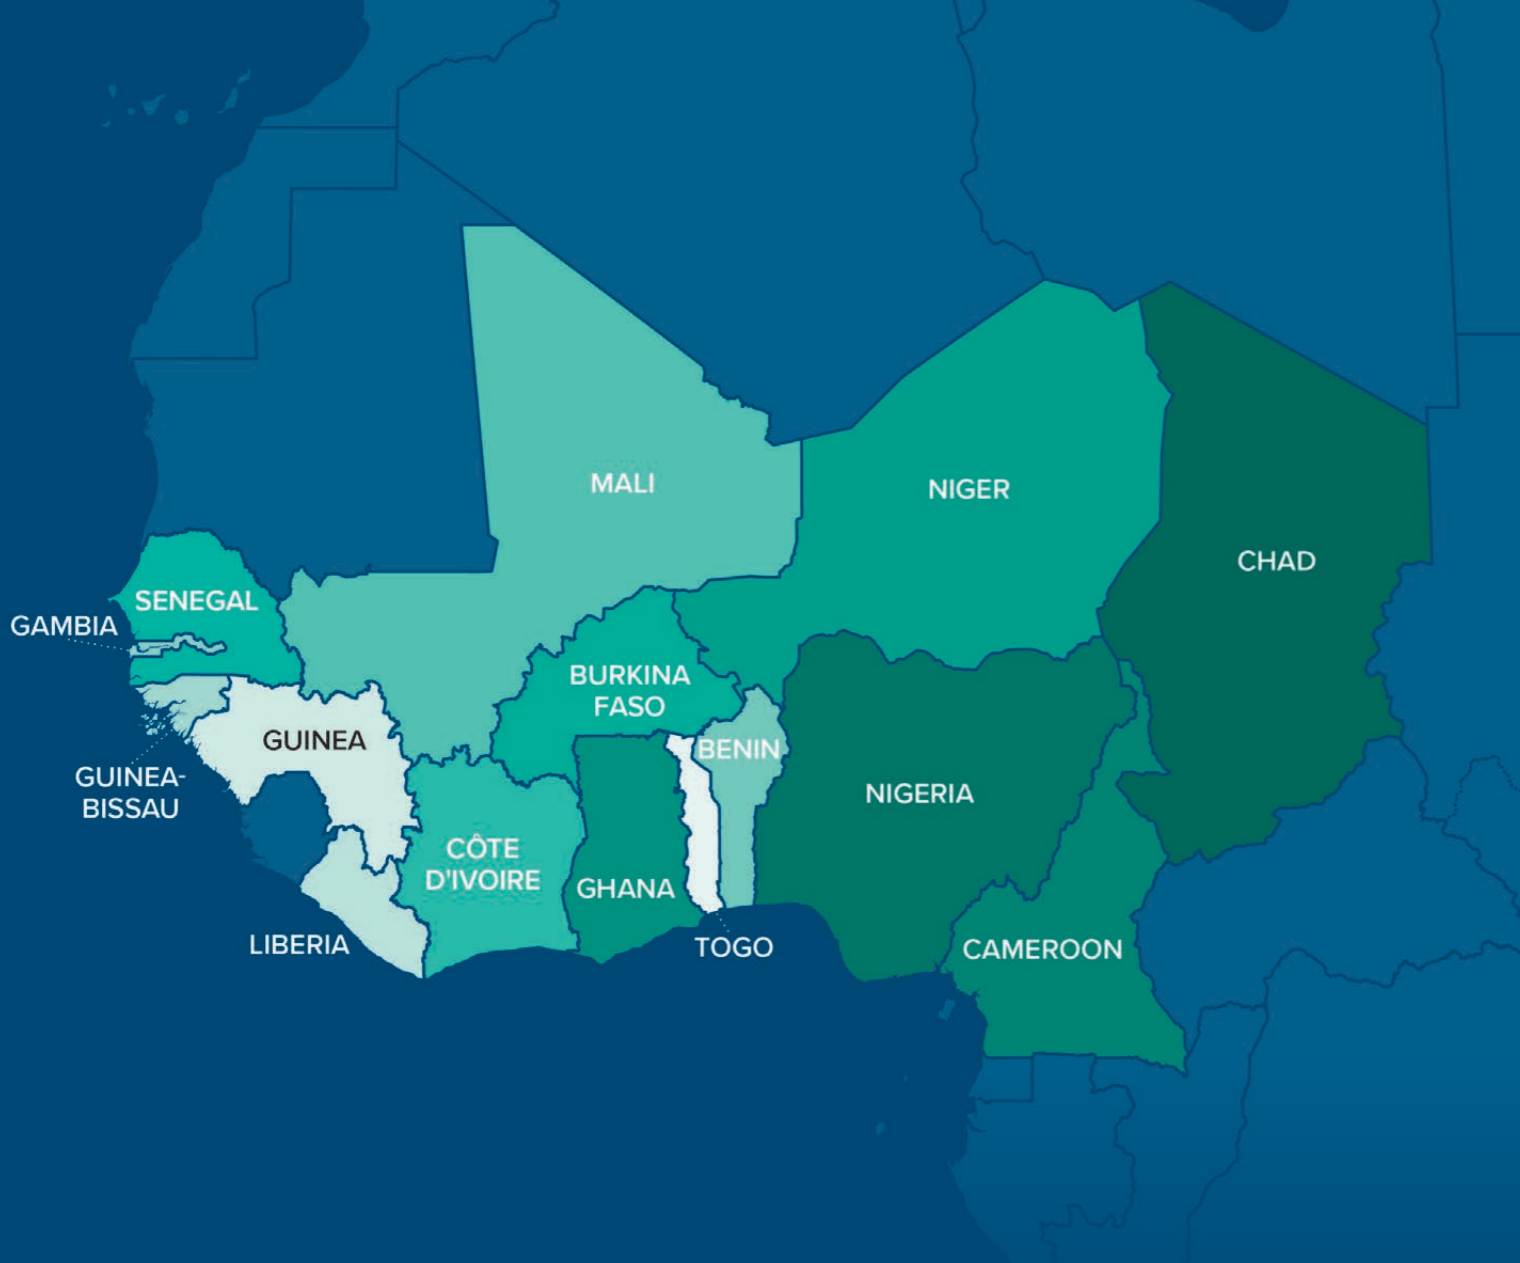 MALI
NIGER
CHAD
SENEGAL
GAMBIA
BURKINA
FASO
GUINEA
BENIN
GUINEA-
BISSAU
NIGERIA
CÔTE
D'IVOIRE
GHANA
LIBERIA
TOGO
CAMEROON